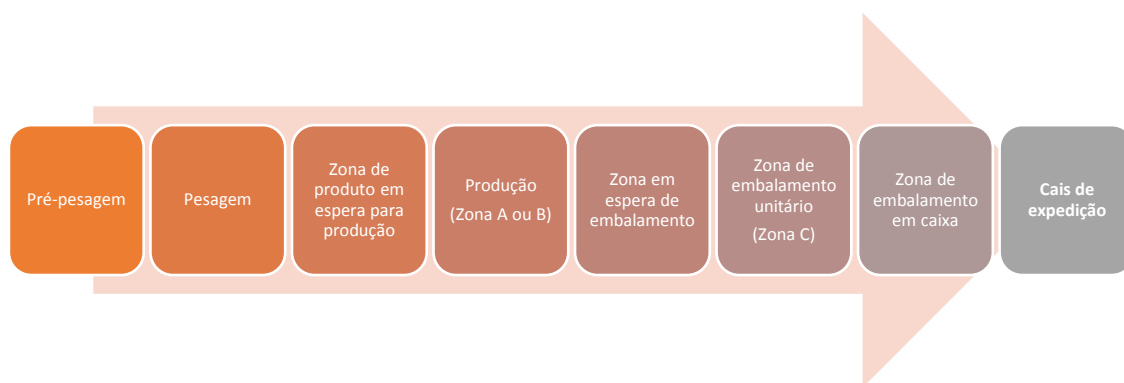 Pré-pesagem
Pesagem
Zona de
produto em
espera para
produção
Produção
(Zona A ou B)
Zona em
espera de
embalamento
Zona de
embalamento
unitário
(Zona C)
Zona de
embalamento
em caixa
Cais de
expedição